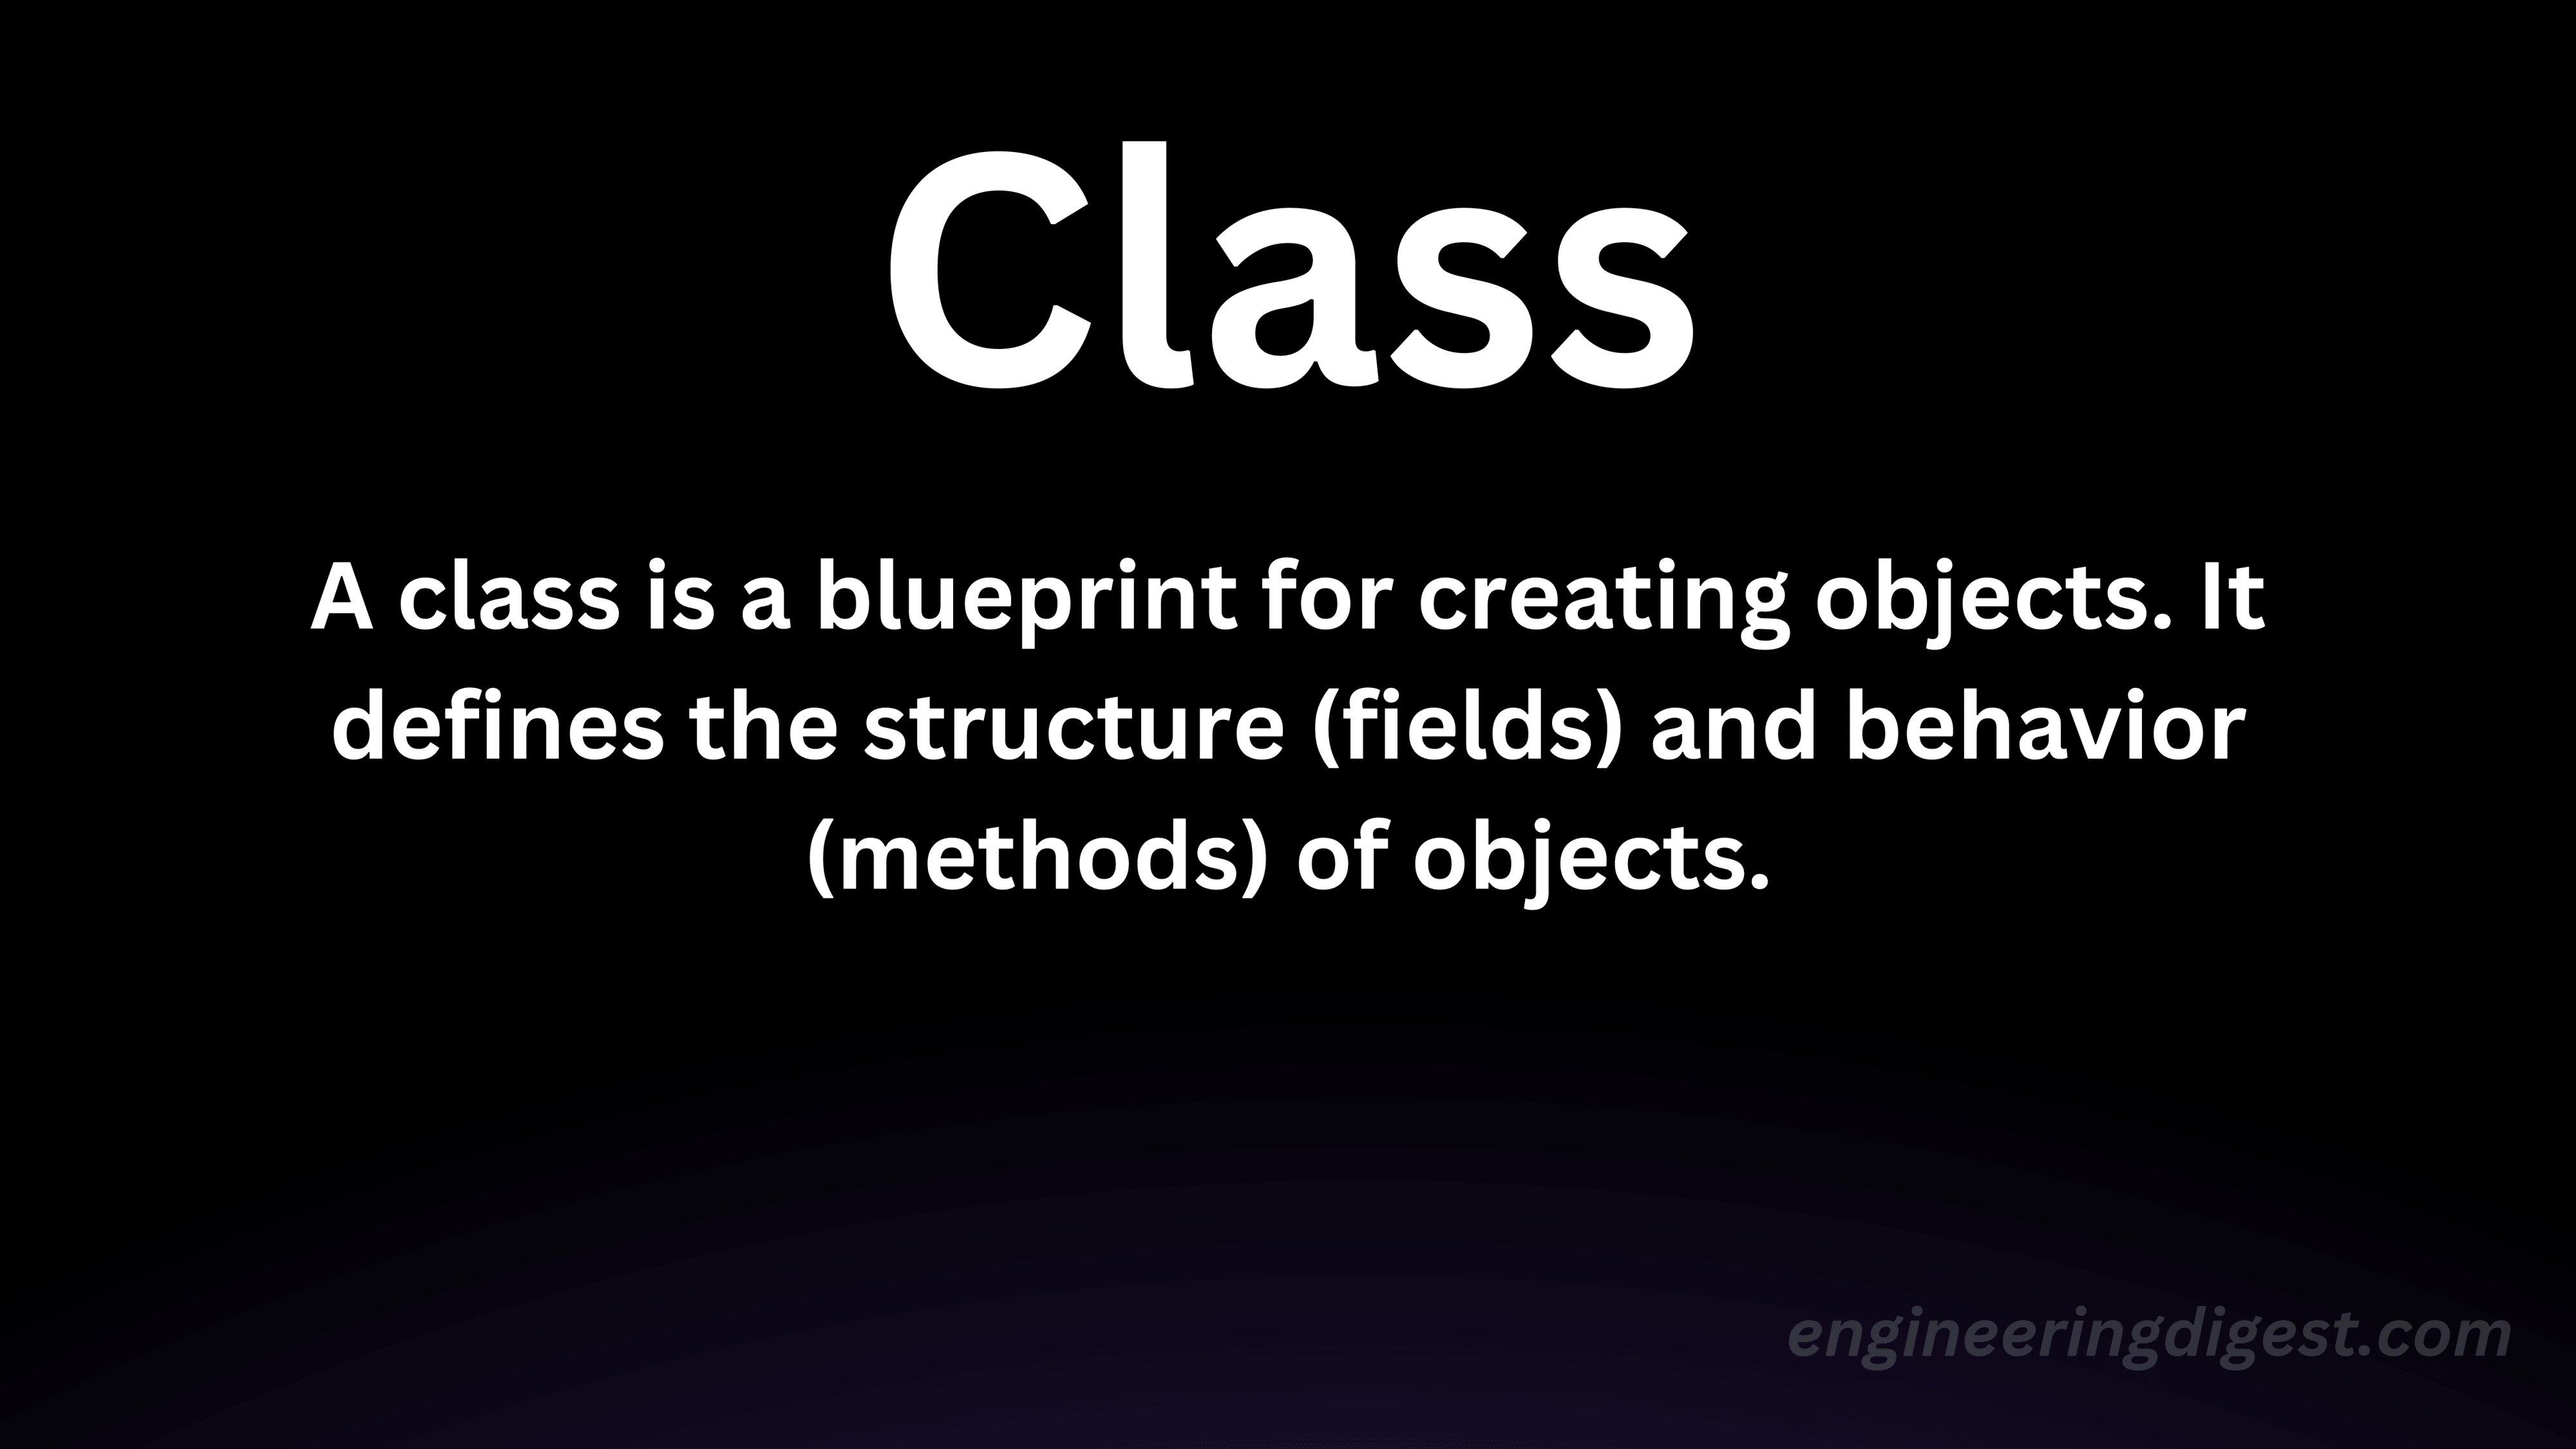 Class
A class is a blueprint for creating objects. It
defines the structure (fields) and behavior
(methods) of objects.
engineeringdigest.com